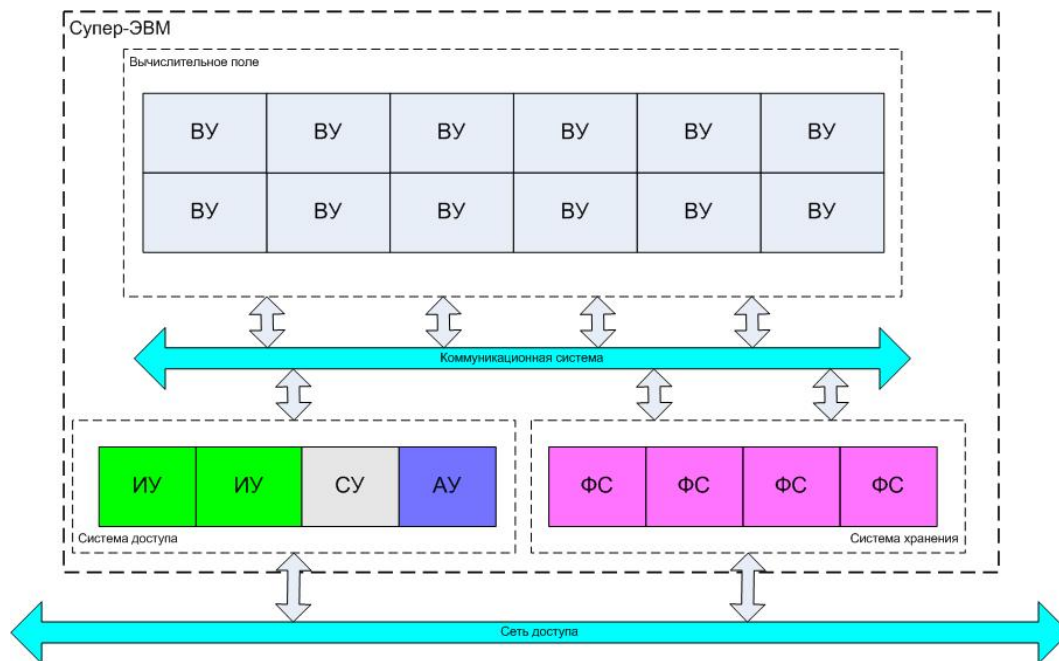 Супер-ЭВМ
Вычислительное поле
ВУ ВУ ВУ ВУ ВУ ВУ
ВУ ВУ ВУ ВУ ВУ ВУ
Коммуникационная система
ИУ ИУ СУ АУ
Система доступа
ФС ФС ФС ФС
Система хранения
Сеть доступа